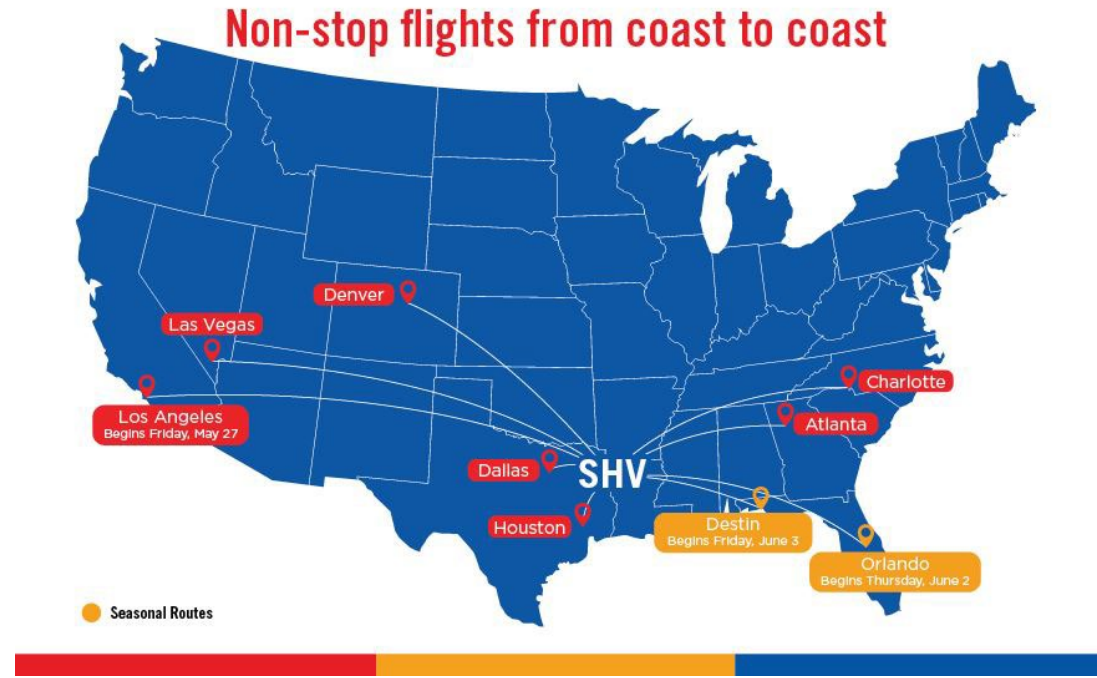 Non-stop flights from coast to coast
Denver
Las Vegas
Los Angeles
Begins Friday, May 27
Charlotte
Atlanta
Dallas
SHV
Houston
Destin
Begins Friday, June 3
Orlando
Begins Thursday, June 2
Seasonal Routes